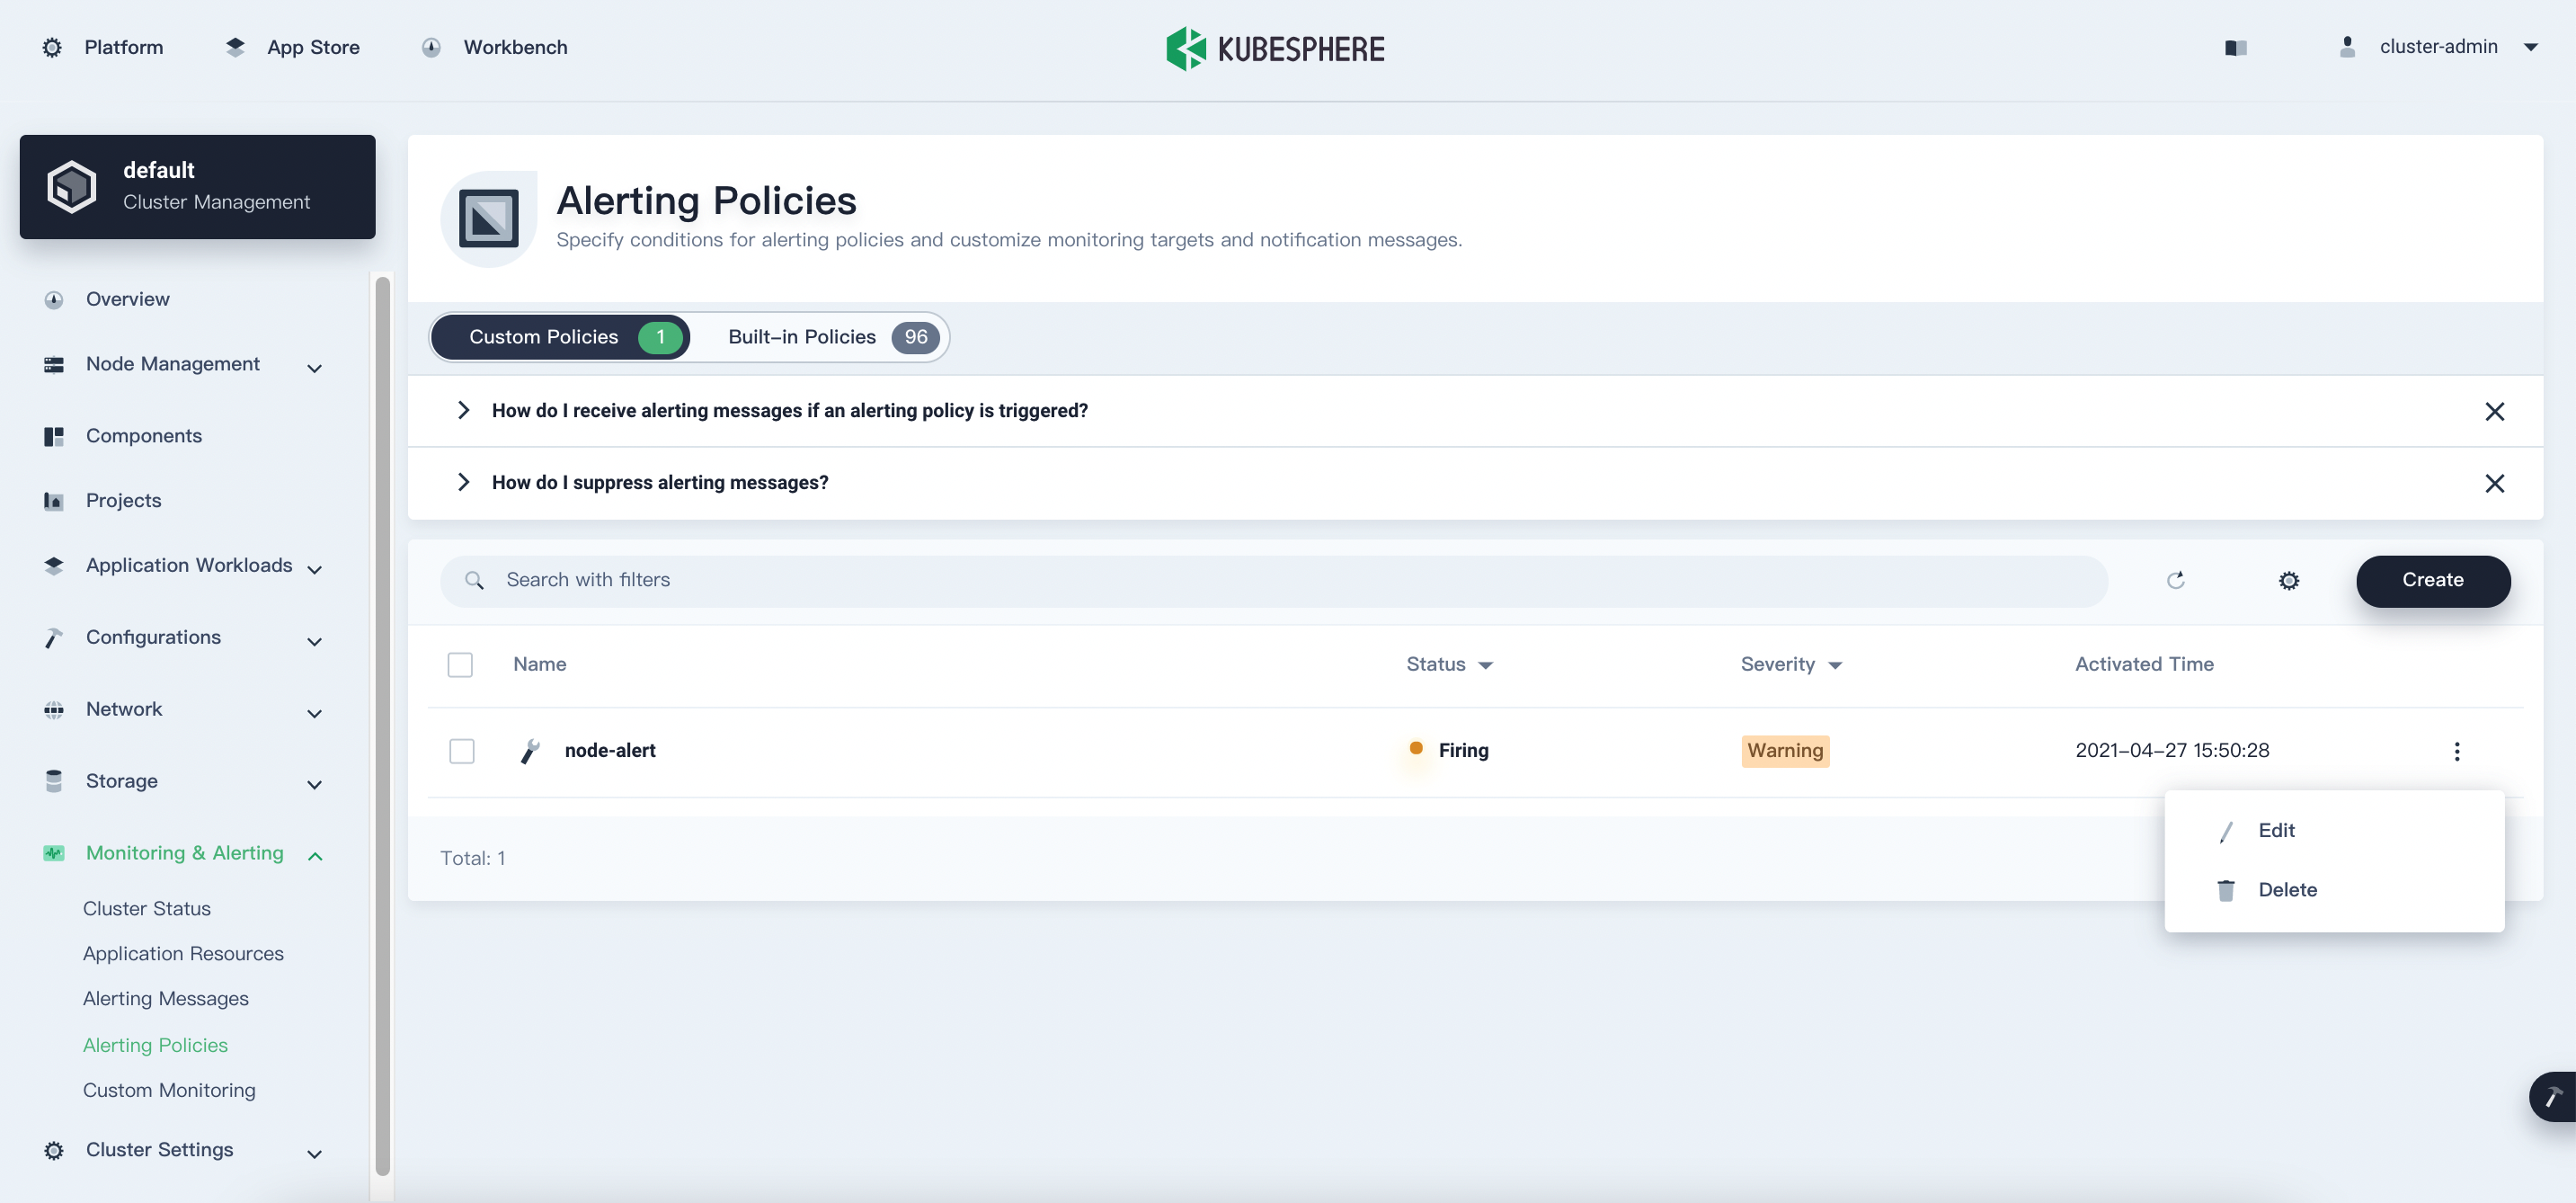 Platform
App Store
Workbench
KUBESPHERE
cluster-admin
default
Cluster Management
Overview
Node Management
Components
Projects
Application Workloads
Configurations
Network
Storage
Monitoring & Alerting
Cluster Status
Application Resources
Alerting Messages
Alerting Policies
Custom Monitoring
Cluster Settings
Alerting Policies
Specify conditions for alerting policies and customize monitoring targets and notification messages.
Custom Policies 1
Built-in Policies 96
How do I receive alerting messages if an alerting policy is triggered?
How do I suppress alerting messages?
Search with filters
Create
Name Status Severity Activated Time
node-alert Firing Warning 2021-04-27 15:50:28
Edit
Delete
Total: 1